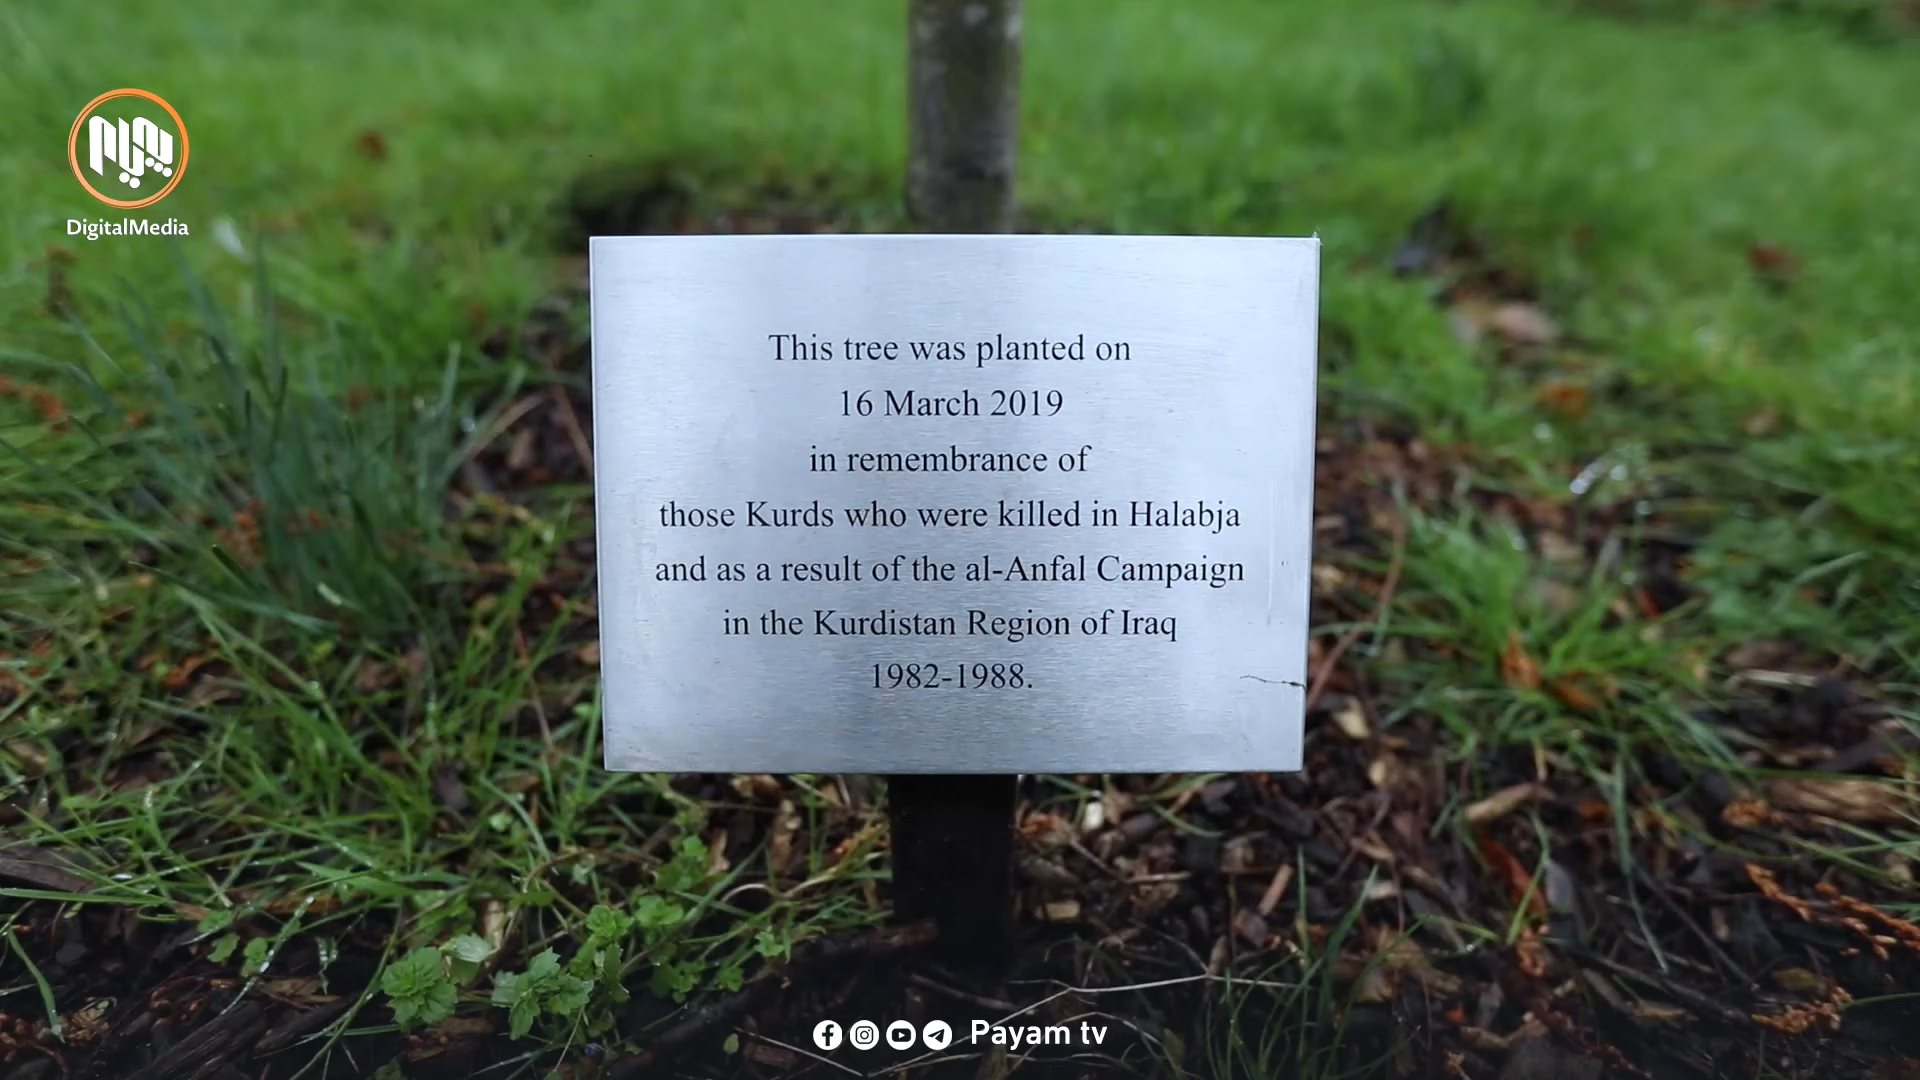 پەیام
DigitalMedia
This tree was planted on
16 March 2019
in remembrance of
those Kurds who were killed in Halabja
and as a result of the al-Anfal Campaign
in the Kurdistan Region of Iraq
1982-1988.
Payam tv